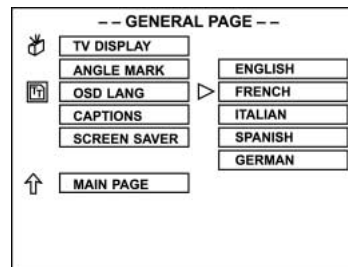 -- GENERAL PAGE --
TV DISPLAY
ANGLE MARK
OSD LANG
CAPTIONS
SCREEN SAVER
MAIN PAGE
ENGLISH
FRENCH
ITALIAN
SPANISH
GERMAN